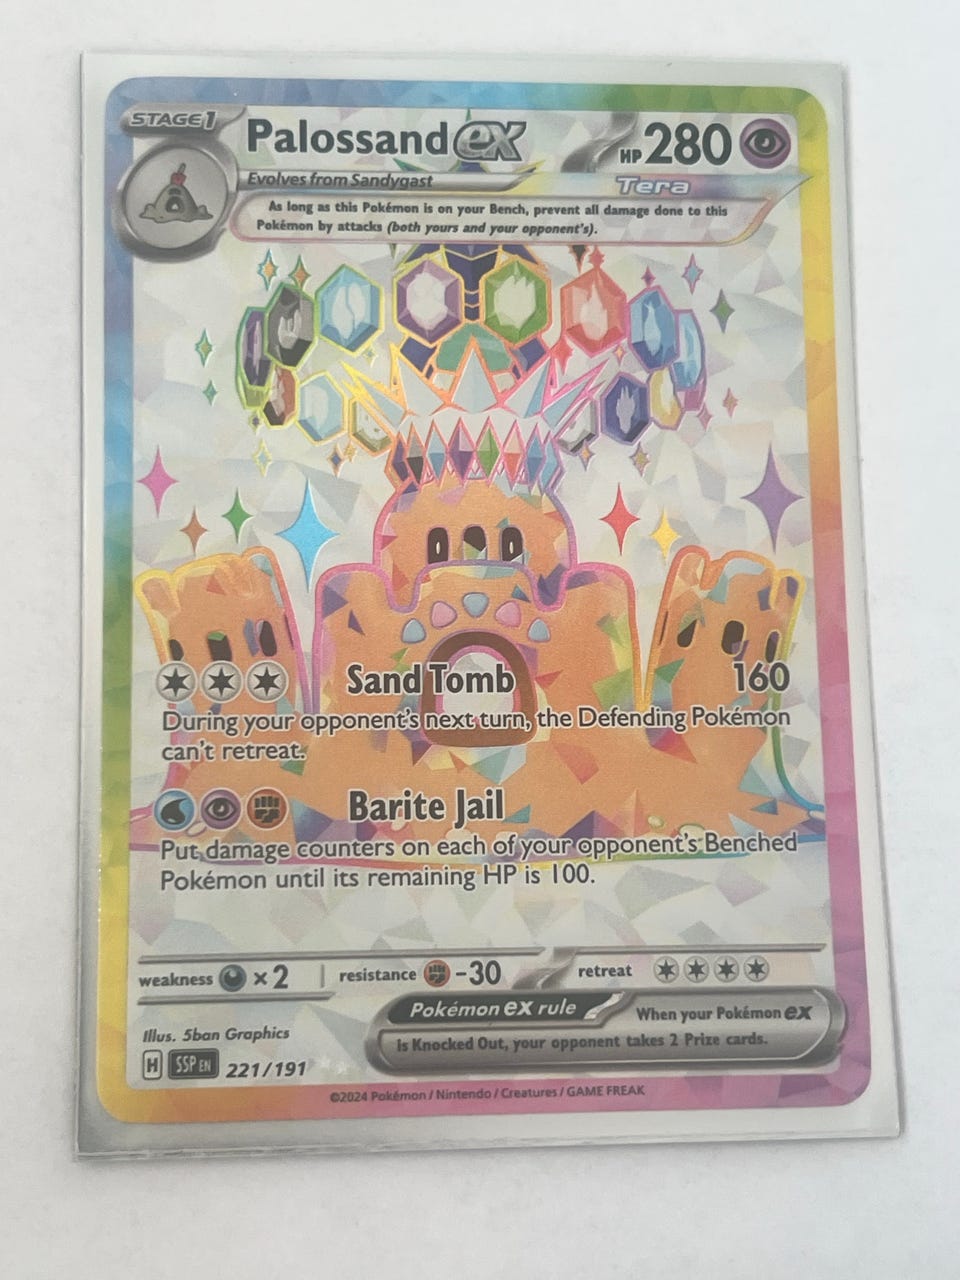 STAGE 1
Palossand ex
HP 280
Evolves from Sandygast
Tera
As long as this Pokémon is on your Bench, prevent all damage done to this
Pokémon by attacks (both yours and your opponent's).
Sand Tomb 160
During your opponent's next turn, the Defending Pokémon
can't retreat.
Barite Jail
Put damage counters on each of your opponent's Benched
Pokémon until its remaining HP is 100.
weakness ×2 resistance -30 retreat
Pokémon ex rule When your Pokémon ex
is Knocked Out, your opponent takes 2 Prize cards.
Illus. 5ban Graphics
H SSP EN 221/191
©2024 Pokémon / Nintendo / Creatures / GAME FREAK